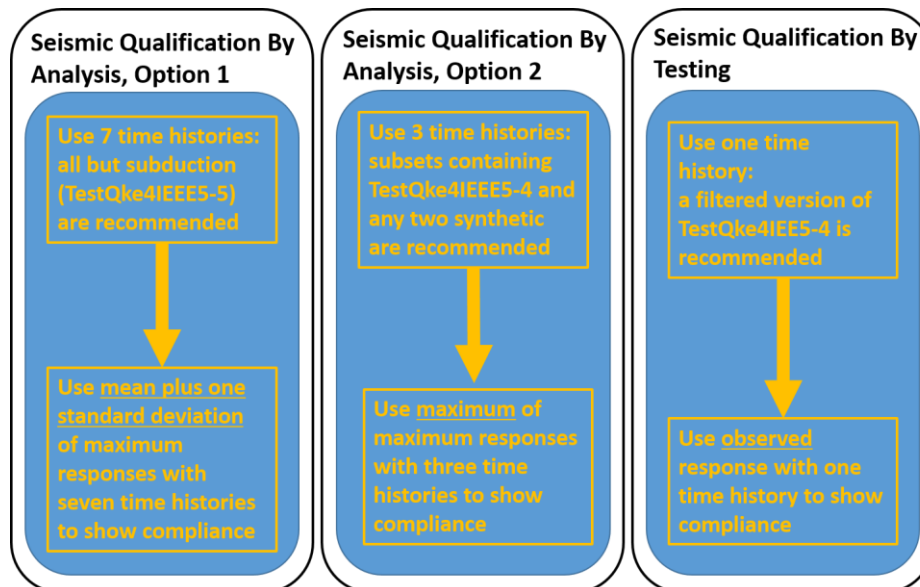 Seismic Qualification By
Analysis, Option 1
Use 7 time histories:
all but subduction
(TestQke4IEEE5-5)
are recommended
Use mean plus one
standard deviation
of maximum
responses with
seven time histories
to show compliance
Seismic Qualification By
Analysis, Option 2
Use 3 time histories:
subsets containing
TestQke4IEEE5-4 and
any two synthetic
are recommended
Use maximum of
maximum responses
with three time
histories to show
compliance
Seismic Qualification By
Testing
Use one time
history:
a filtered version of
TestQke4IEE5-4 is
recommended
Use observed
response with one
time history to show
compliance